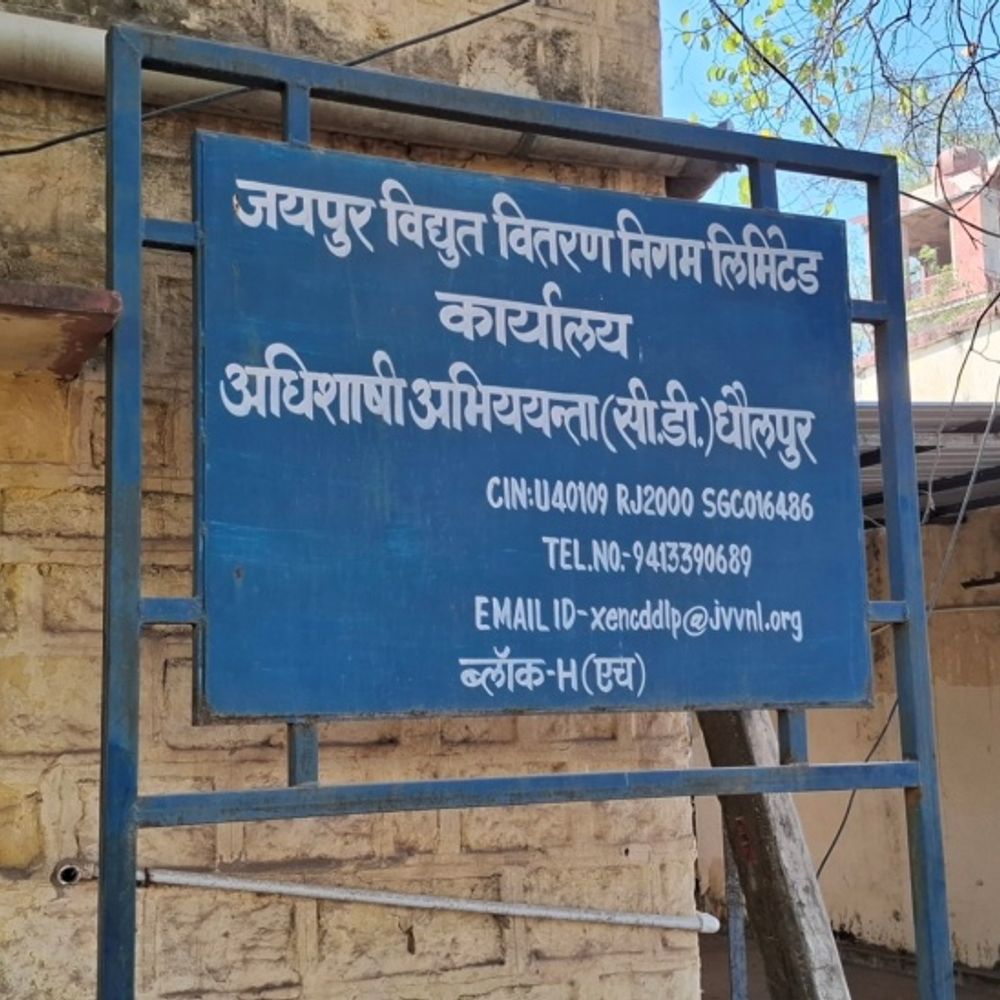 जयपुर विद्युत वितरण निगम लिमिटेड
कार्यालय
अधिशाषी अभिययन्ता (सी.डी.) धौलपुर
CIN:U40109 RJ2000 SGC016486
TEL.NO.-9413390689
EMAIL ID-xencddlp@jvvnl.org
ब्लॉक-H(एच)